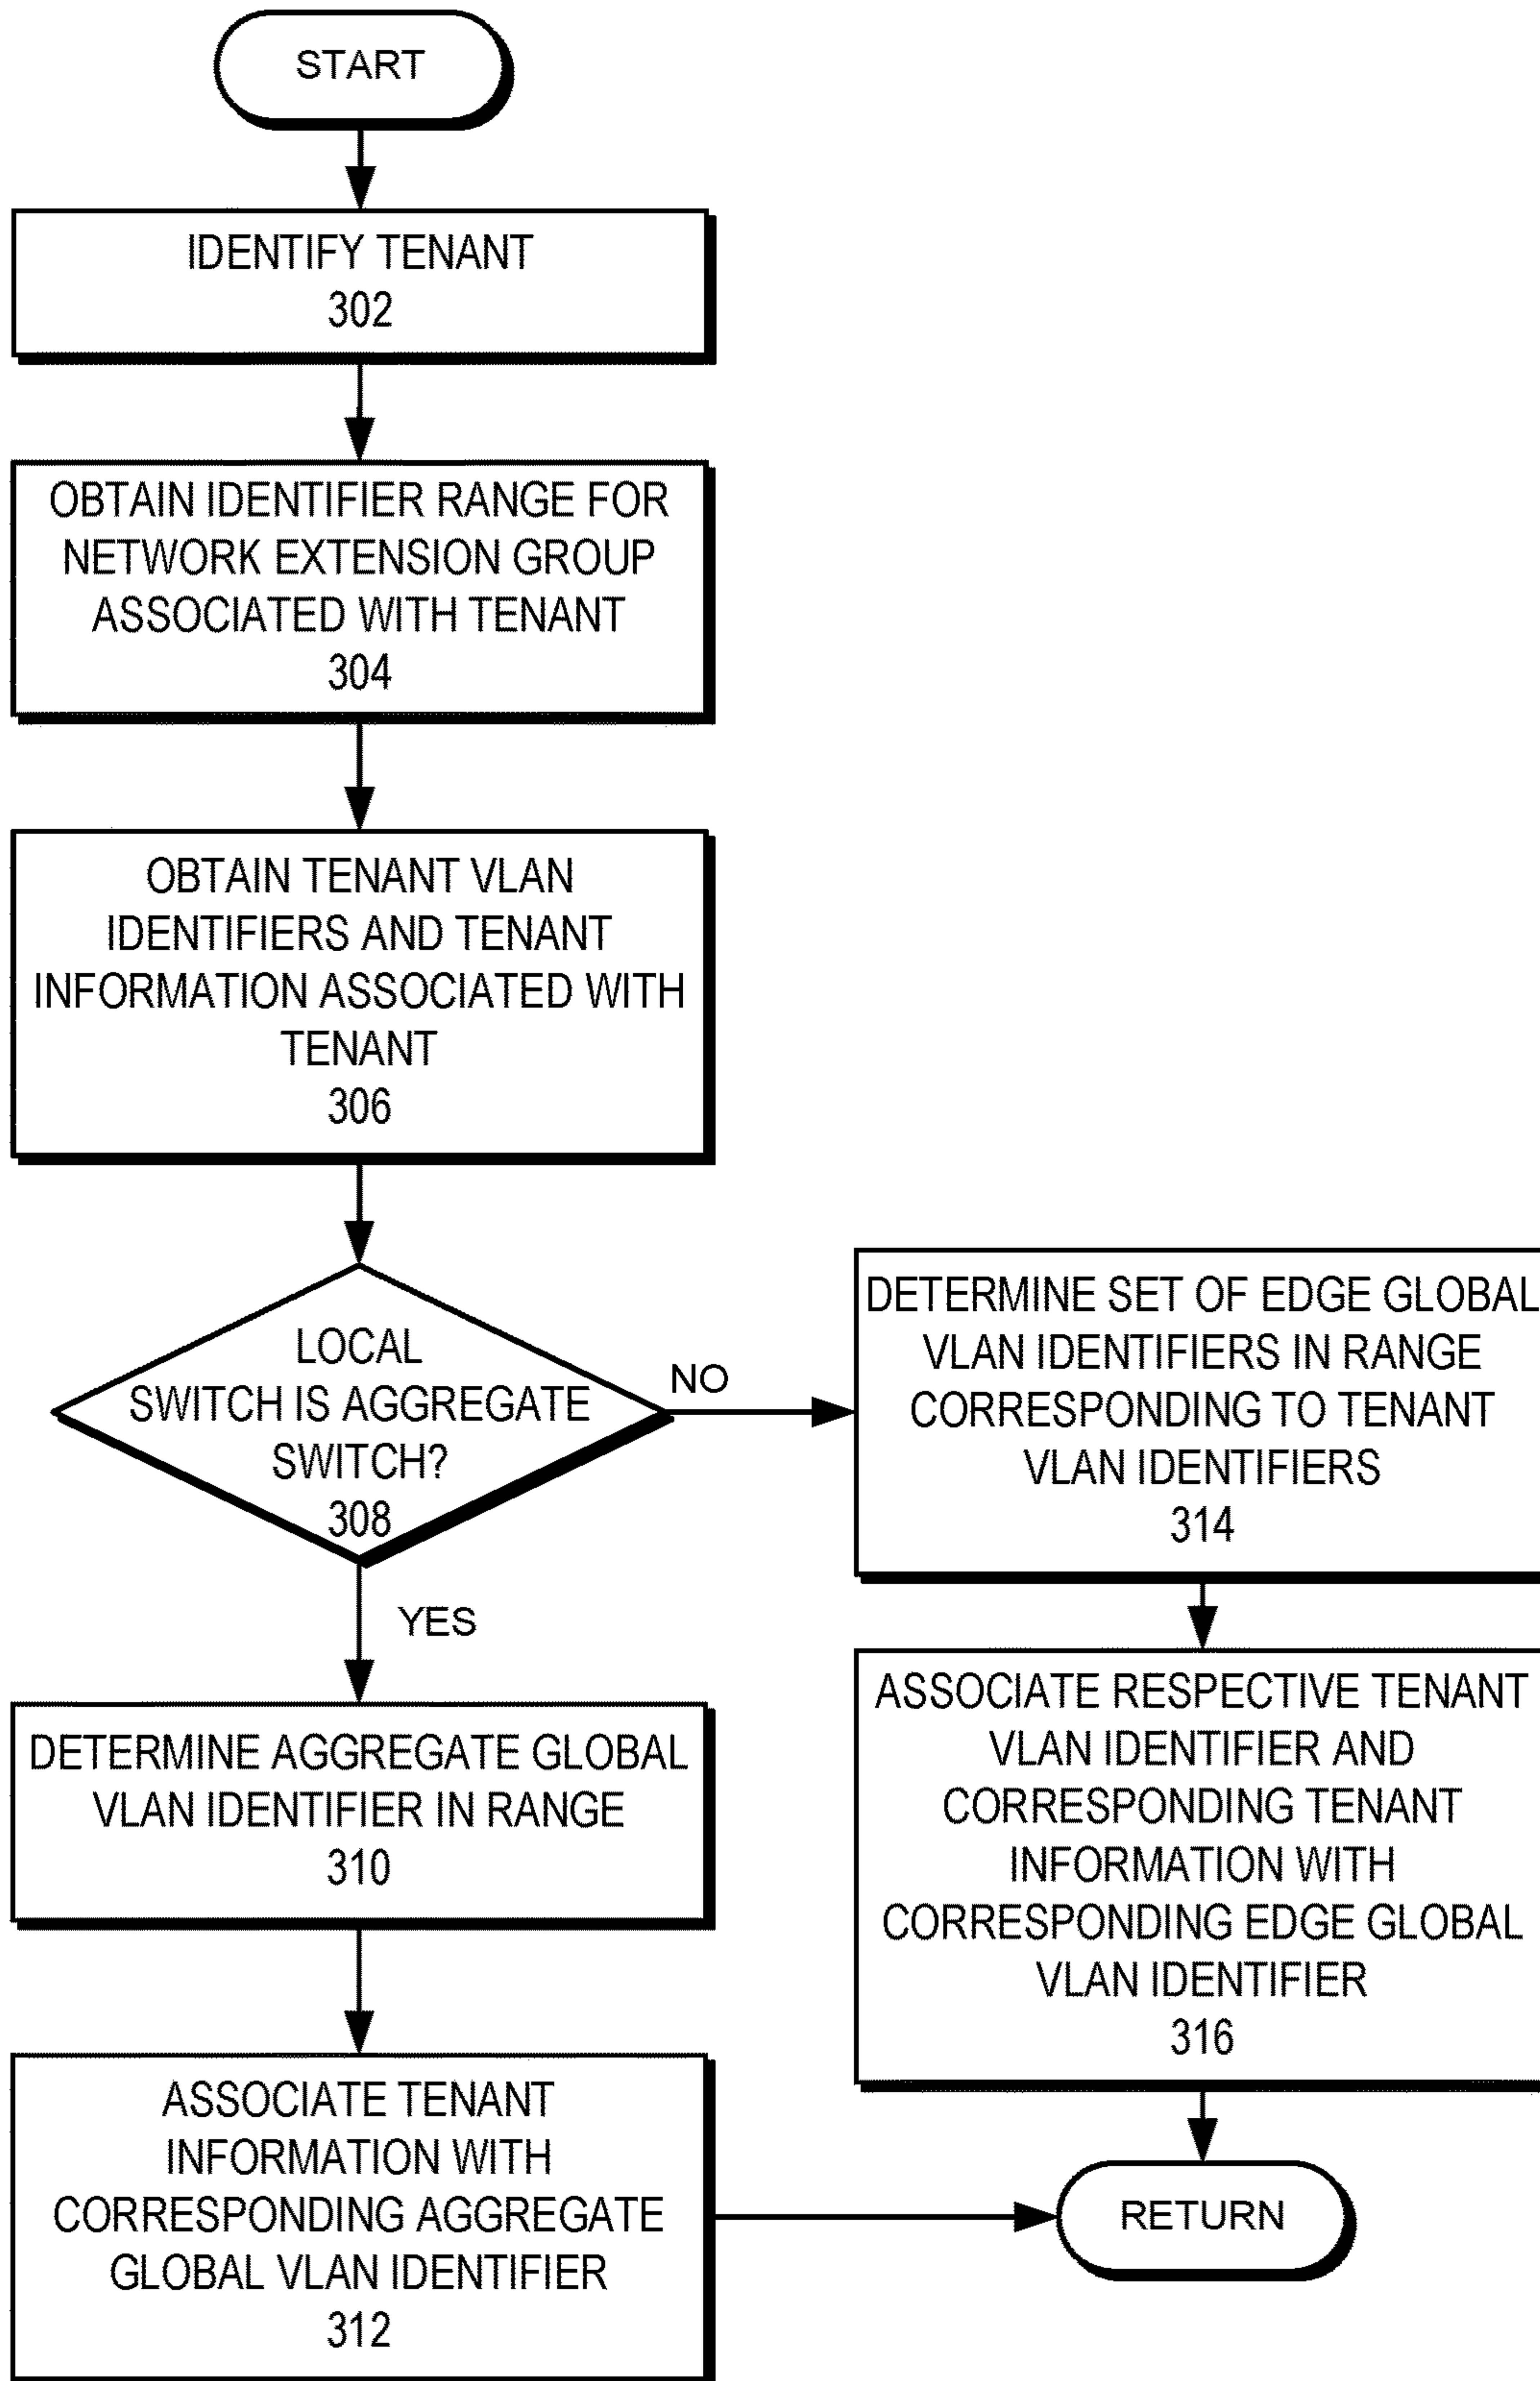 START
IDENTIFY TENANT
302
OBTAIN IDENTIFIER RANGE FOR
NETWORK EXTENSION GROUP
ASSOCIATED WITH TENANT
304
OBTAIN TENANT VLAN
IDENTIFIERS AND TENANT
INFORMATION ASSOCIATED WITH
TENANT
306
LOCAL
SWITCH IS AGGREGATE
SWITCH?
308
NO
YES
DETERMINE AGGREGATE GLOBAL
VLAN IDENTIFIER IN RANGE
310
ASSOCIATE TENANT
INFORMATION WITH
CORRESPONDING AGGREGATE
GLOBAL VLAN IDENTIFIER
312
DETERMINE SET OF EDGE GLOBAL
VLAN IDENTIFIERS IN RANGE
CORRESPONDING TO TENANT
VLAN IDENTIFIERS
314
ASSOCIATE RESPECTIVE TENANT
VLAN IDENTIFIER AND
CORRESPONDING TENANT
INFORMATION WITH
CORRESPONDING EDGE GLOBAL
VLAN IDENTIFIER
316
RETURN